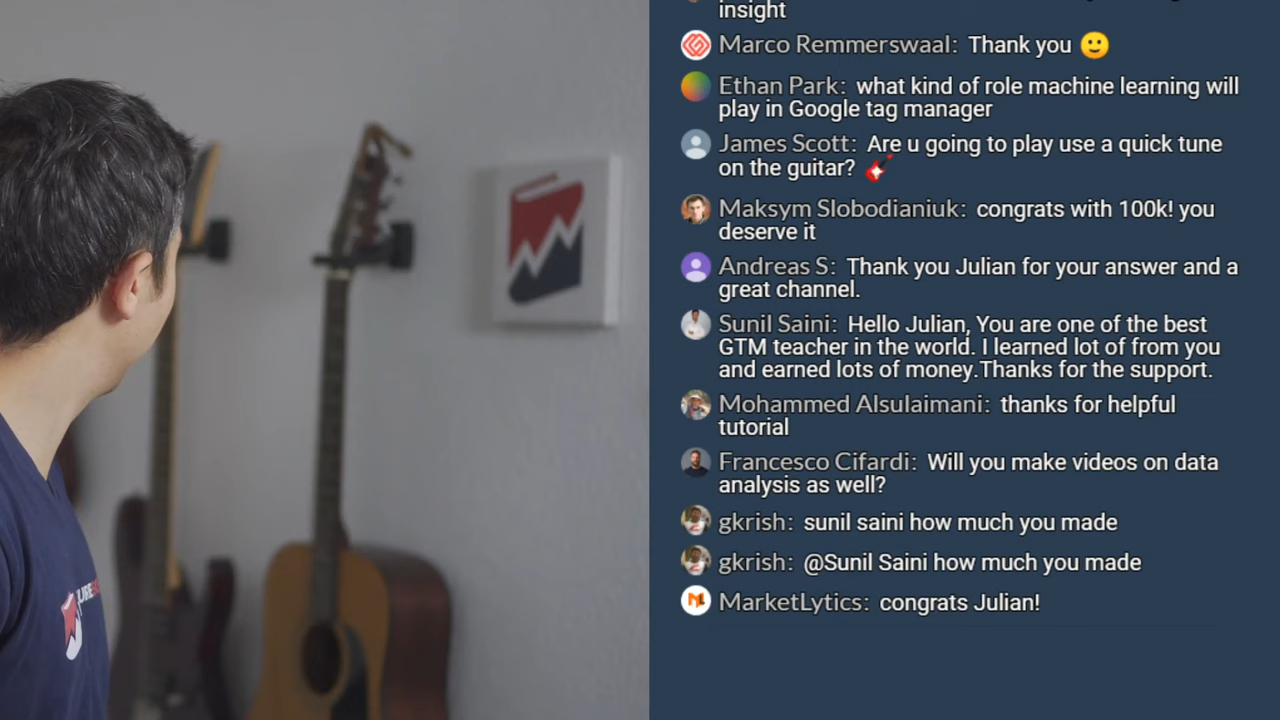 insight
Marco Remmerswaal: Thank you 🙂
Ethan Park: what kind of role machine learning will
play in Google tag manager
James Scott: Are u going to play use a quick tune
on the guitar? 🎸
Maksym Slobodianiuk: congrats with 100k! you
deserve it
Andreas S: Thank you Julian for your answer and a
great channel.
Sunil Saini: Hello Julian, You are one of the best
GTM teacher in the world. I learned lot of from you
and earned lots of money.Thanks for the support.
Mohammed Alsulaimani: thanks for helpful
tutorial
Francesco Cifardi: Will you make videos on data
analysis as well?
gkrish: sunil saini how much you made
gkrish: @Sunil Saini how much you made
MarketLytics: congrats Julian!